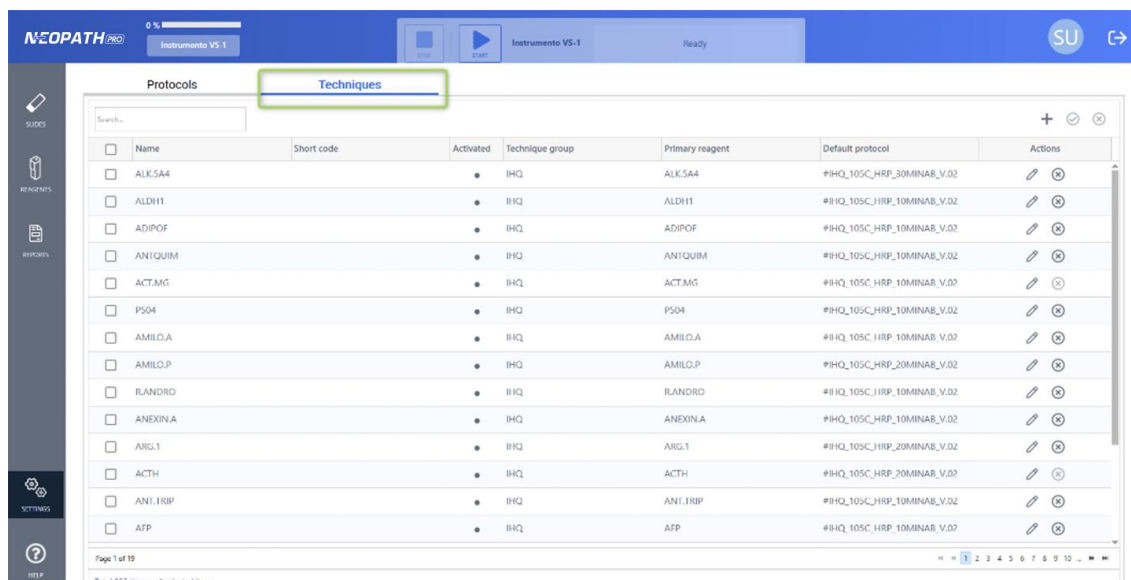 NEOPATH PRO
0 %
Instrumento VS-1
STOP
START
Instrumento VS-1
Ready
SU
Protocols
Techniques
SLIDES
REAGENTS
REPORTS
SETTINGS
HELP
Search...
Name Short code Activated Technique group Primary reagent Default protocol Actions
ALK.5A4 IHQ ALK.5A4 #IHQ_105C_HRP_30MINAB_V.02
ALDH1 IHQ ALDH1 #IHQ_105C_HRP_10MINAB_V.02
ADIPOF IHQ ADIPOF #IHQ_105C_HRP_10MINAB_V.02
ANTQUIM IHQ ANTQUIM #IHQ_105C_HRP_10MINAB_V.02
ACT.MG IHQ ACT.MG #IHQ_105C_HRP_10MINAB_V.02
P504 IHQ P504 #IHQ_105C_HRP_10MINAB_V.02
AMILO.A IHQ AMILO.A #IHQ_105C_HRP_10MINAB_V.02
AMILO.P IHQ AMILO.P #IHQ_105C_HRP_20MINAB_V.02
R.ANDRO IHQ R.ANDRO #IHQ_105C_HRP_10MINAB_V.02
ANEXIN.A IHQ ANEXIN.A #IHQ_105C_HRP_10MINAB_V.02
ARG.1 IHQ ARG.1 #IHQ_105C_HRP_20MINAB_V.02
ACTH IHQ ACTH #IHQ_105C_HRP_20MINAB_V.02
ANT.TRIP IHQ ANT.TRIP #IHQ_105C_HRP_10MINAB_V.02
AFP IHQ AFP #IHQ_105C_HRP_10MINAB_V.02
Page 1 of 19
1 2 3 4 5 6 7 8 9 10 ...